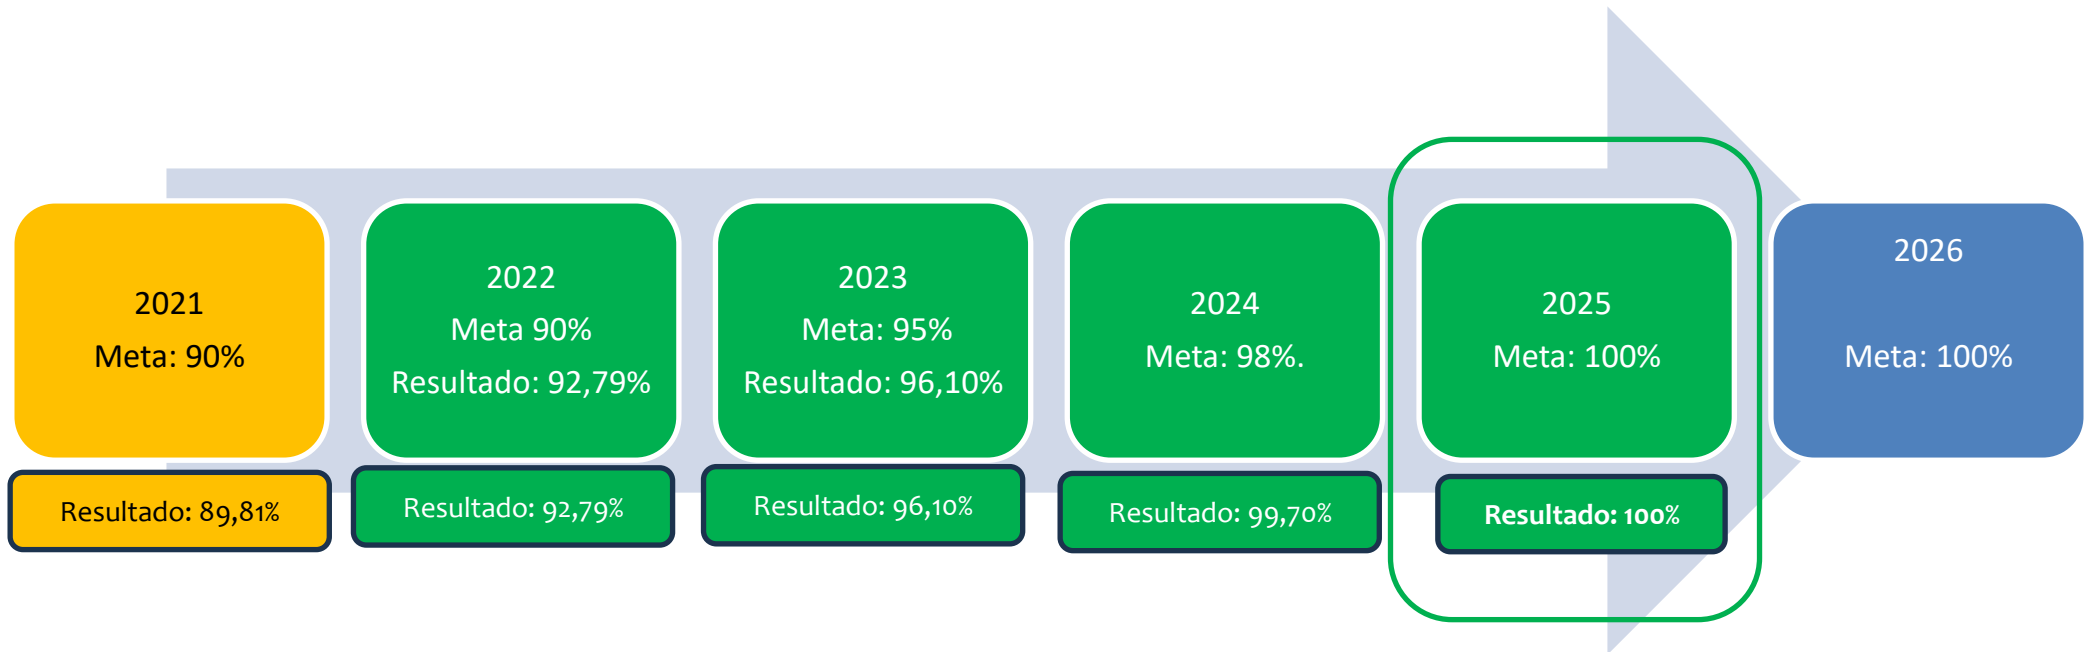 2021
Meta: 90%
Resultado: 89,81%
2022
Meta 90%
Resultado: 92,79%
Resultado: 92,79%
2023
Meta: 95%
Resultado: 96,10%
Resultado: 96,10%
2024
Meta: 98%.
Resultado: 99,70%
2025
Meta: 100%
Resultado: 100%
2026
Meta: 100%